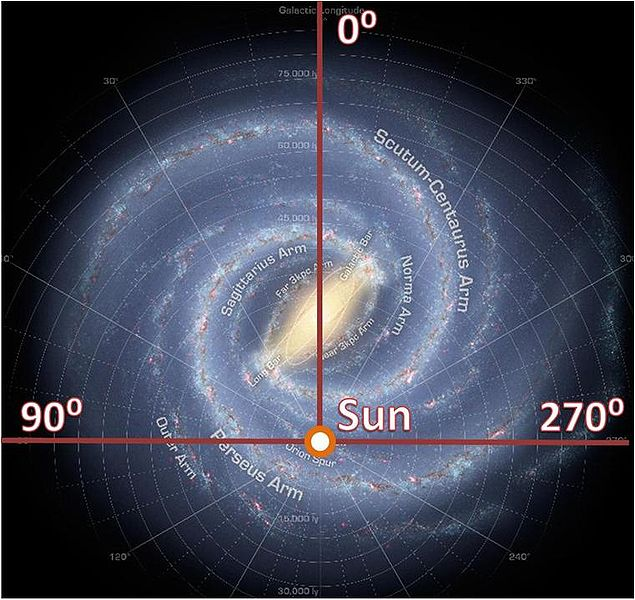 Galactic Longitude
0º
30°
330°
75,000 ly
60,000 ly
Scutum-Centaurus Arm
45,000 ly
Sagittarius Arm
Far 3kpc Arm
Galactic Bar
Norma Arm
Near 3kpc Arm
Long Bar
90º
Sun
270º
270°
Outer Arm
Perseus Arm
Orion Spur
15,000 ly
120°
240°
30,000 ly